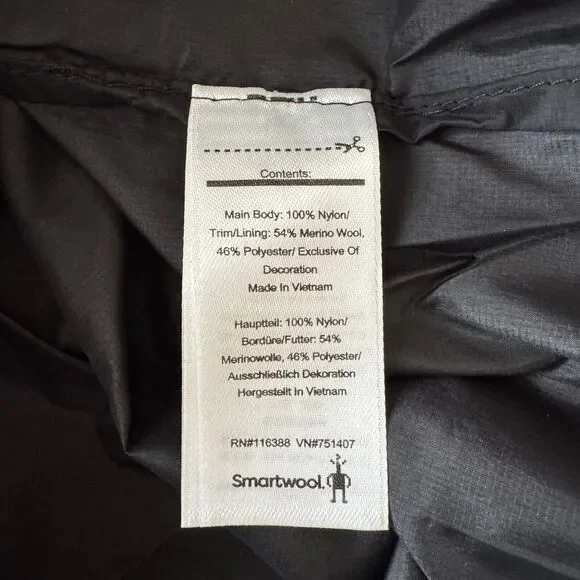 Contents:
Main Body: 100% Nylon/
Trim/Lining: 54% Merino Wool,
46% Polyester/ Exclusive Of
Decoration
Made In Vietnam
Hauptteil: 100% Nylon/
Bordüre/Futter: 54%
Merinowolle, 46% Polyester/
Ausschließlich Dekoration
Hergestellt In Vietnam
RN#116388 VN#751407
Smartwool.